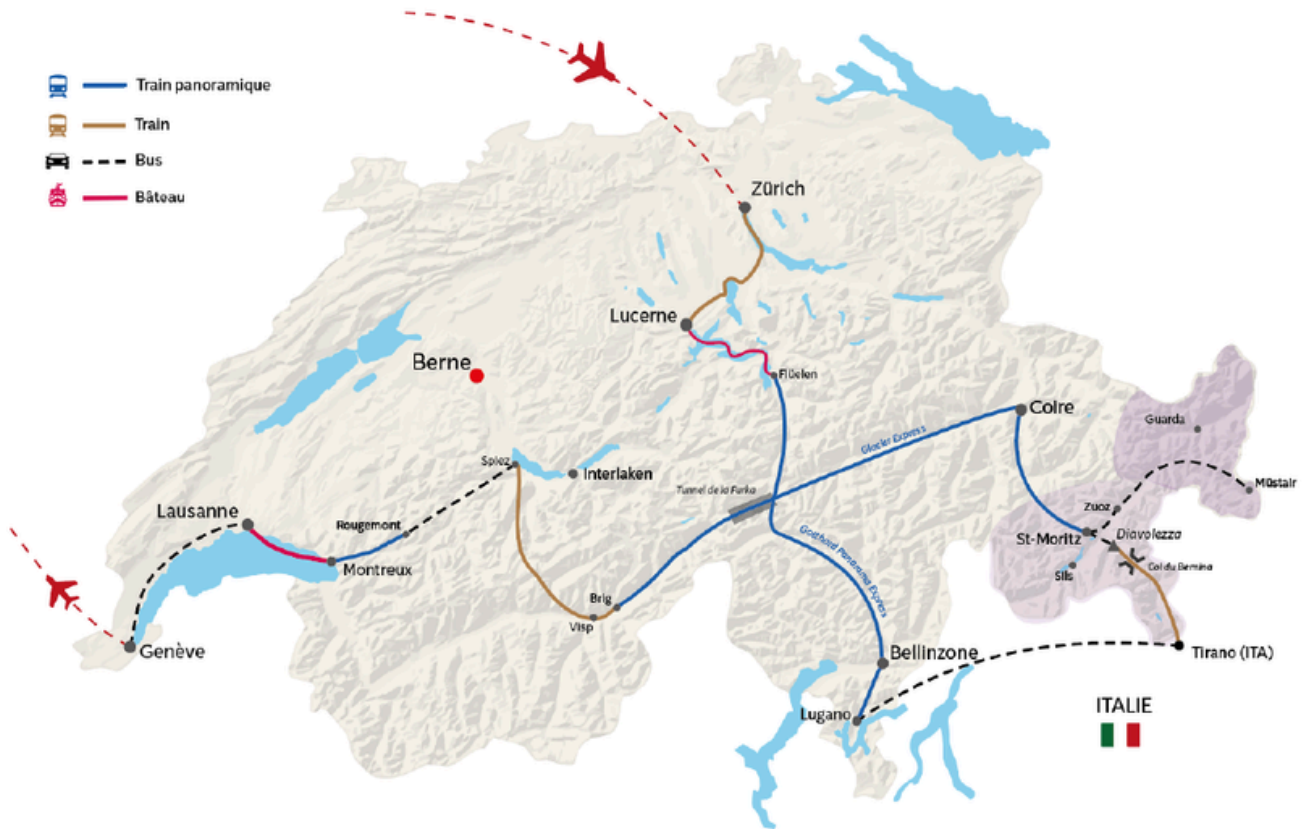 Train panoramique
Train
Bus
Bâteau
Zürich
Lucerne
Berne
Flüelen
Coire
Glacier Express
Guarda
Spiez
Interlaken
Tunnel de la Furka
Müstair
Lausanne
Rougemont
Zuoz
St-Moritz
Diavolezza
Gotthard Panorama Express
Montreux
Sils
Col du Bernina
Brig
Visp
Genève
Bellinzone
Tirano (ITA)
Lugano
ITALIE